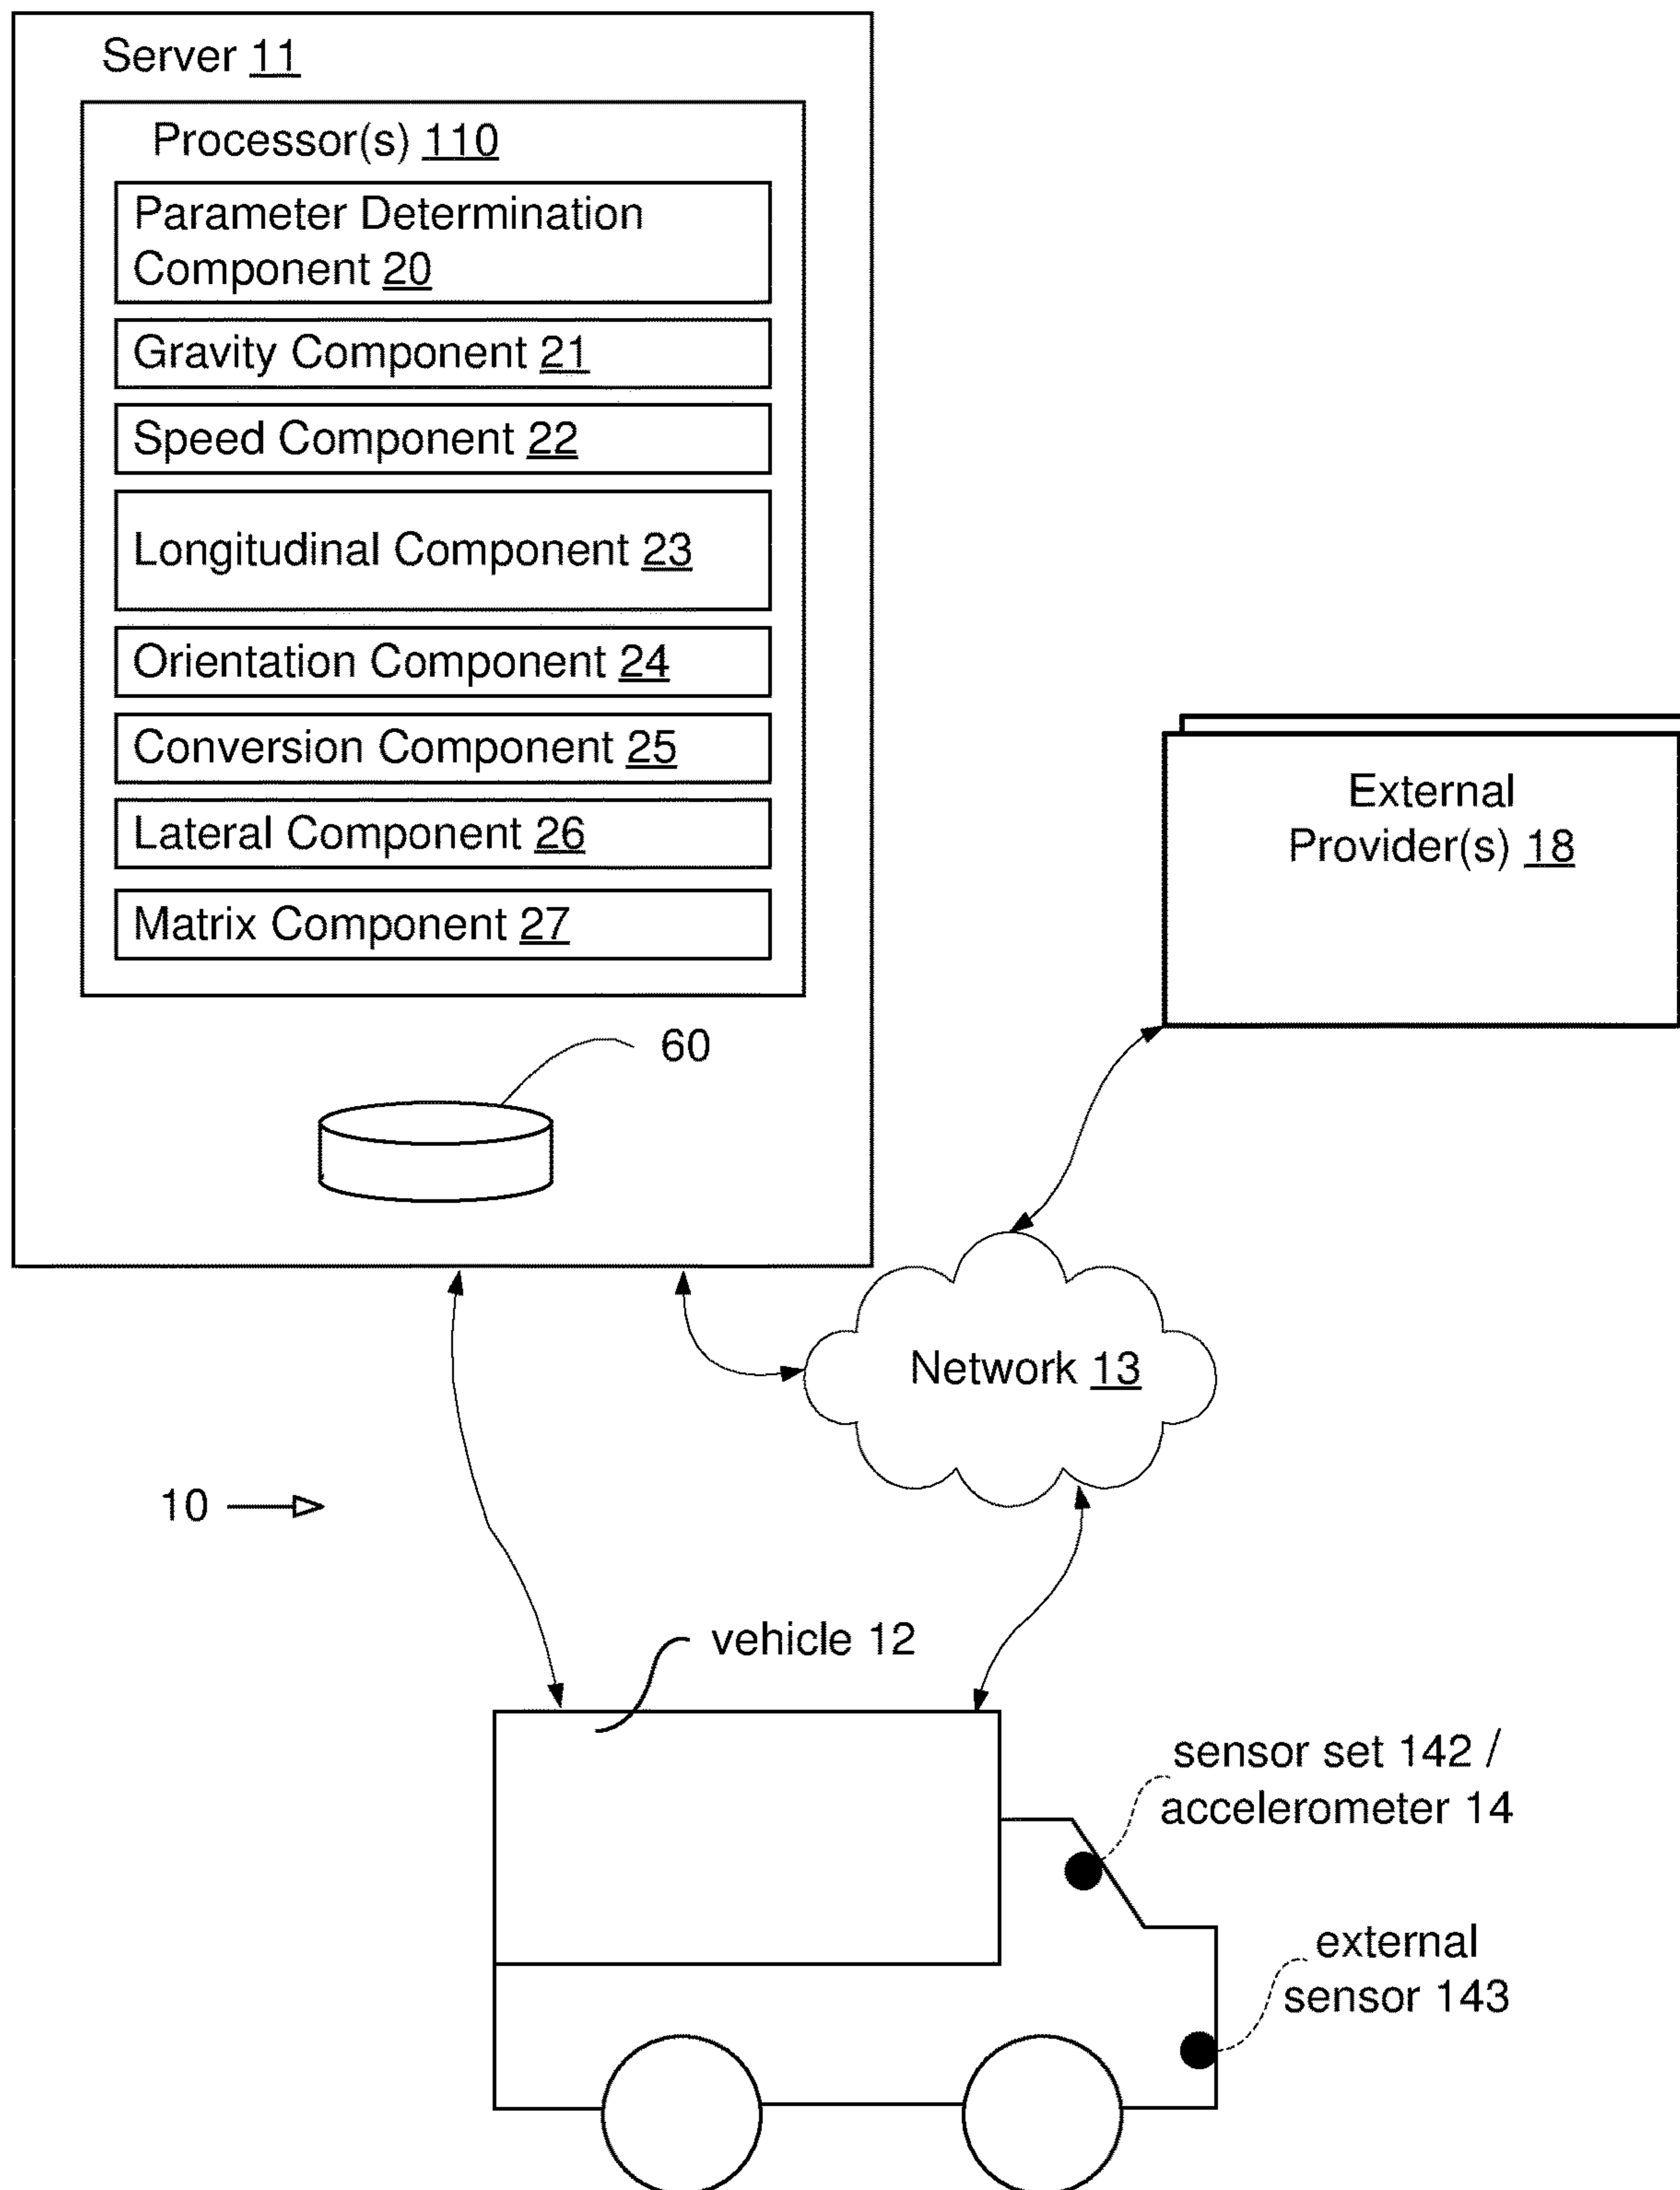 Server 11
Processor(s) 110
Parameter Determination
Component 20
Gravity Component 21
Speed Component 22
Longitudinal Component 23
Orientation Component 24
Conversion Component 25
Lateral Component 26
Matrix Component 27
60
External
Provider(s) 18
Network 13
10
vehicle 12
sensor set 142 /
accelerometer 14
external
sensor 143